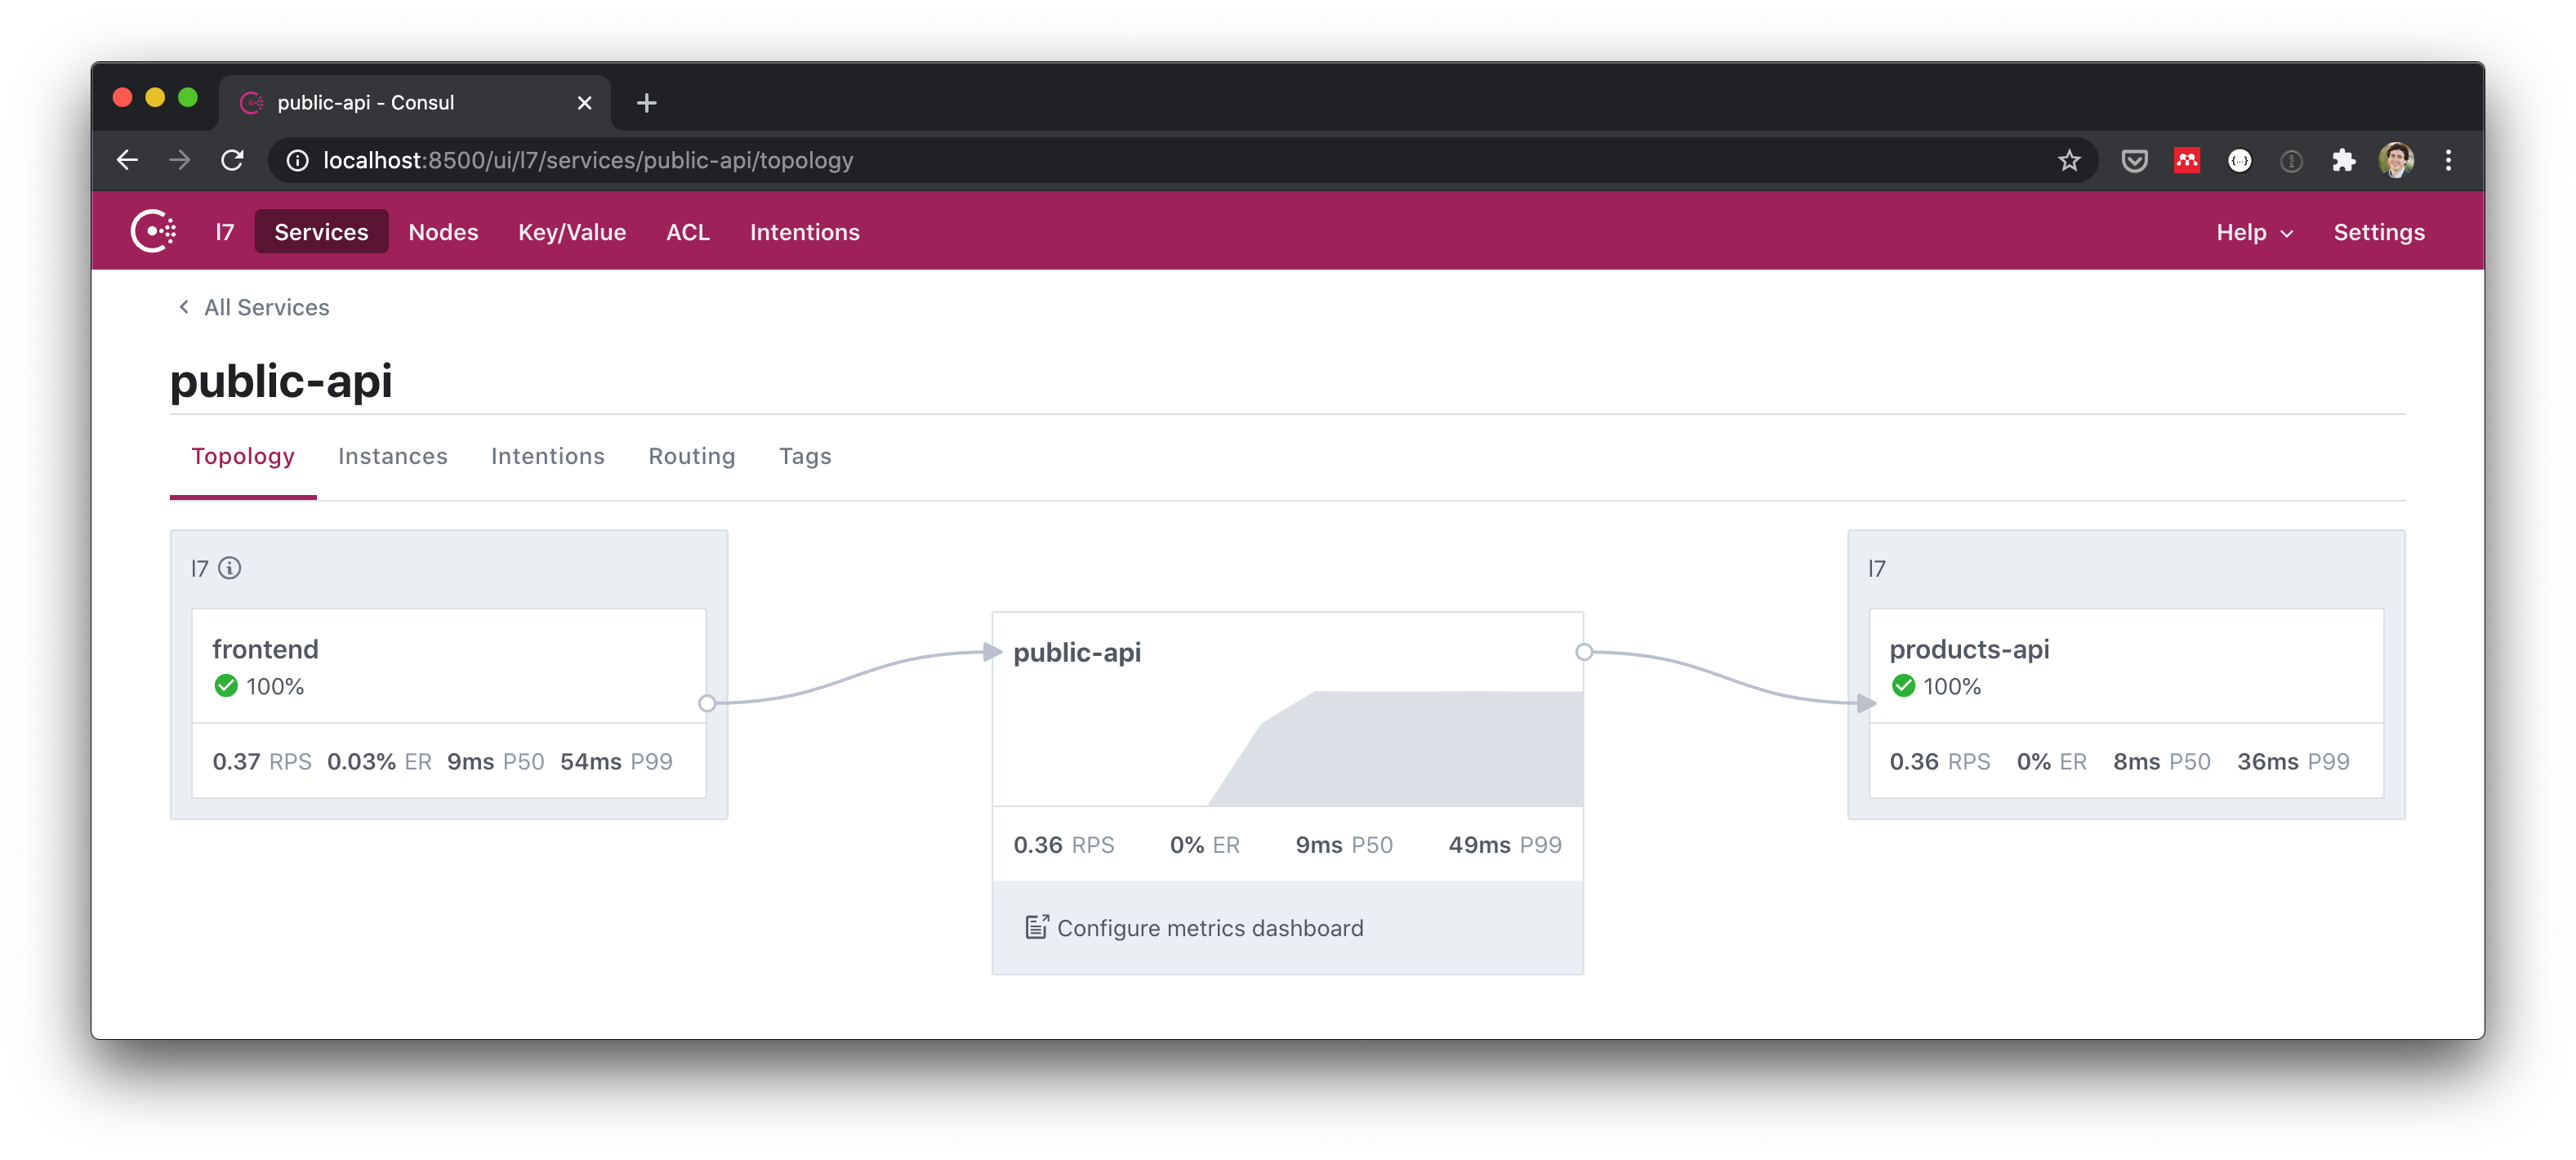 public-api - Consul
localhost:8500/ui/l7/services/public-api/topology
l7 Services Nodes Key/Value ACL Intentions Help Settings
All Services
public-api
Topology Instances Intentions Routing Tags
l7
frontend
100%
0.37 RPS 0.03% ER 9ms P50 54ms P99
public-api
0.36 RPS 0% ER 9ms P50 49ms P99
Configure metrics dashboard
l7
products-api
100%
0.36 RPS 0% ER 8ms P50 36ms P99